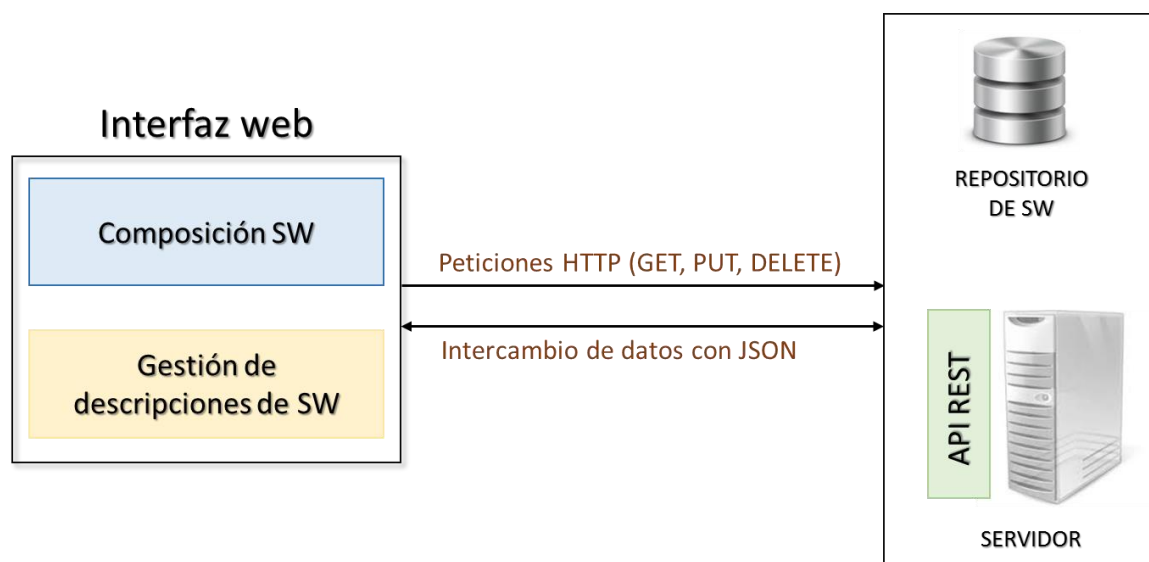 Interfaz web
Composición SW
Gestión de
descripciones de SW
Peticiones HTTP (GET, PUT, DELETE)
Intercambio de datos con JSON
REPOSITORIO
DE SW
API REST
SERVIDOR